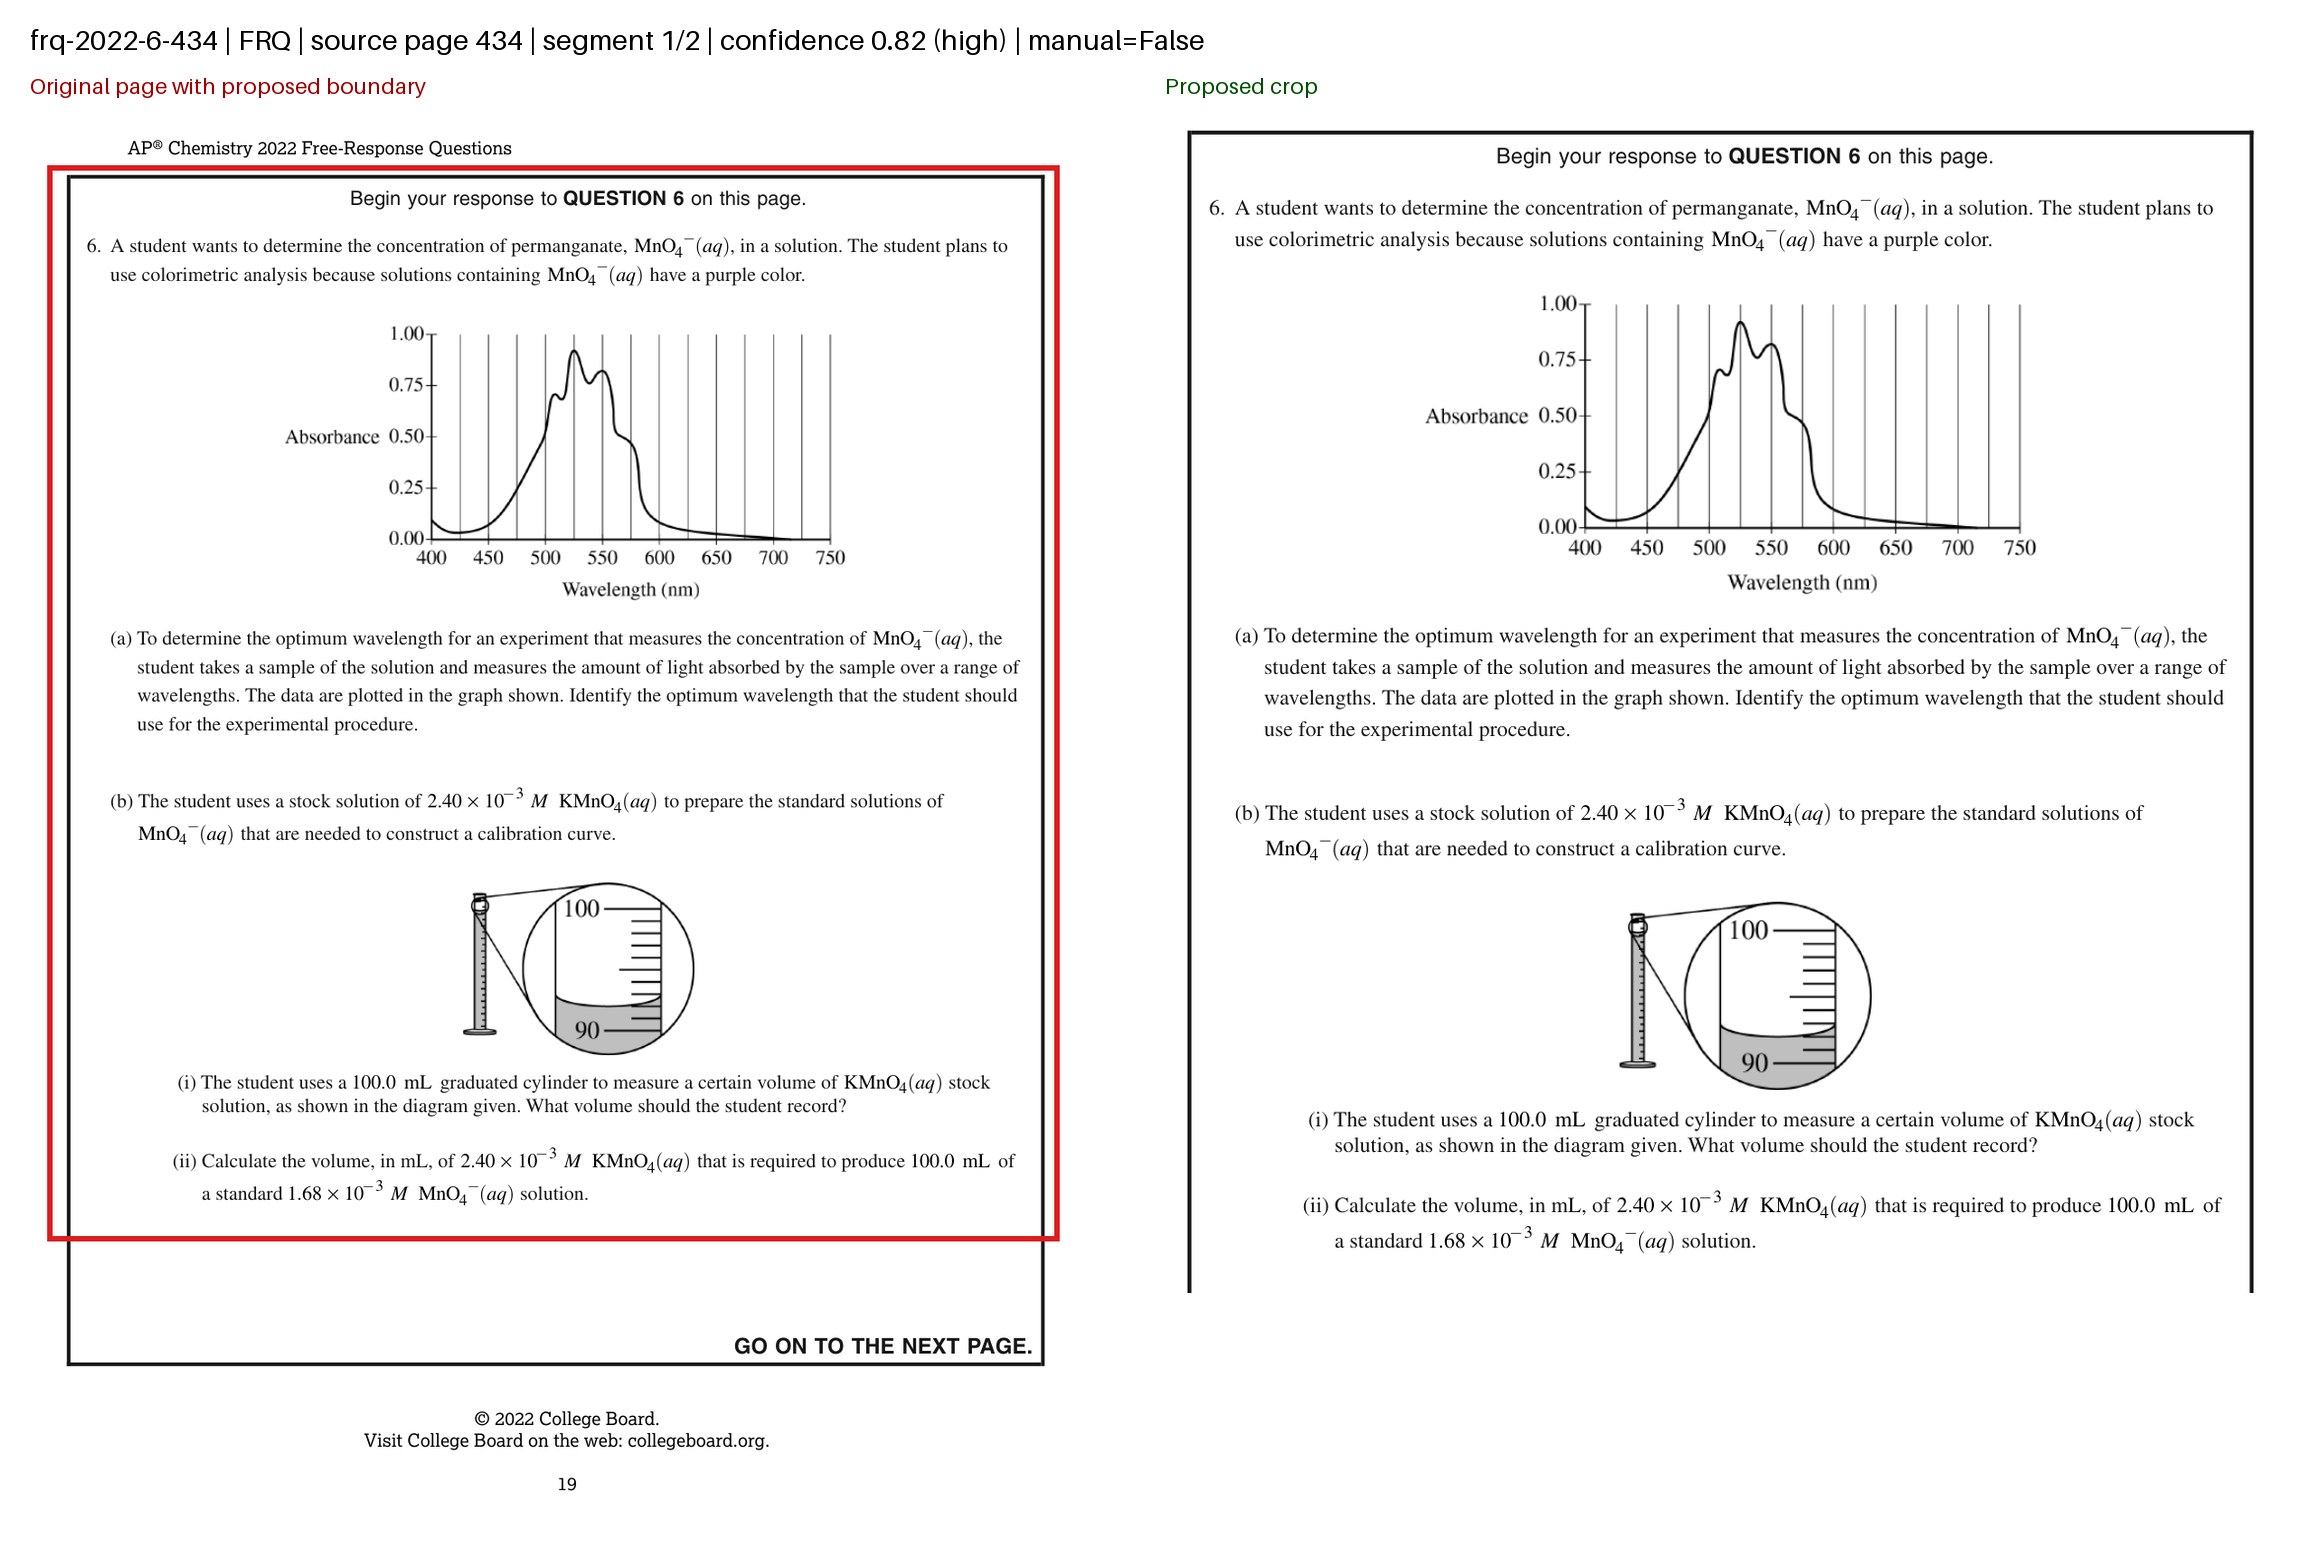 frq-2022-6-434 | FRQ | source page 434 | segment 1/2 | confidence 0.82 (high) | manual=False
Original page with proposed boundary
AP® Chemistry 2022 Free-Response Questions
Begin your response to QUESTION 6 on this page.
6. A student wants to determine the concentration of permanganate, MnO₄⁻(aq), in a solution. The student plans to
use colorimetric analysis because solutions containing MnO₄⁻(aq) have a purple color.
1.00
0.75
Absorbance 0.50
0.25
0.00
400 450 500 550 600 650 700 750
Wavelength (nm)
(a) To determine the optimum wavelength for an experiment that measures the concentration of MnO₄⁻(aq), the
student takes a sample of the solution and measures the amount of light absorbed by the sample over a range of
wavelengths. The data are plotted in the graph shown. Identify the optimum wavelength that the student should
use for the experimental procedure.
(b) The student uses a stock solution of 2.40 × 10⁻³ M KMnO₄(aq) to prepare the standard solutions of
MnO₄⁻(aq) that are needed to construct a calibration curve.
100
90
(i) The student uses a 100.0 mL graduated cylinder to measure a certain volume of KMnO₄(aq) stock
solution, as shown in the diagram given. What volume should the student record?
(ii) Calculate the volume, in mL, of 2.40 × 10⁻³ M KMnO₄(aq) that is required to produce 100.0 mL of
a standard 1.68 × 10⁻³ M MnO₄⁻(aq) solution.
GO ON TO THE NEXT PAGE.
© 2022 College Board.
Visit College Board on the web: collegeboard.org.
19
Proposed crop
Begin your response to QUESTION 6 on this page.
6. A student wants to determine the concentration of permanganate, MnO₄⁻(aq), in a solution. The student plans to
use colorimetric analysis because solutions containing MnO₄⁻(aq) have a purple color.
1.00
0.75
Absorbance 0.50
0.25
0.00
400 450 500 550 600 650 700 750
Wavelength (nm)
(a) To determine the optimum wavelength for an experiment that measures the concentration of MnO₄⁻(aq), the
student takes a sample of the solution and measures the amount of light absorbed by the sample over a range of
wavelengths. The data are plotted in the graph shown. Identify the optimum wavelength that the student should
use for the experimental procedure.
(b) The student uses a stock solution of 2.40 × 10⁻³ M KMnO₄(aq) to prepare the standard solutions of
MnO₄⁻(aq) that are needed to construct a calibration curve.
100
90
(i) The student uses a 100.0 mL graduated cylinder to measure a certain volume of KMnO₄(aq) stock
solution, as shown in the diagram given. What volume should the student record?
(ii) Calculate the volume, in mL, of 2.40 × 10⁻³ M KMnO₄(aq) that is required to produce 100.0 mL of
a standard 1.68 × 10⁻³ M MnO₄⁻(aq) solution.